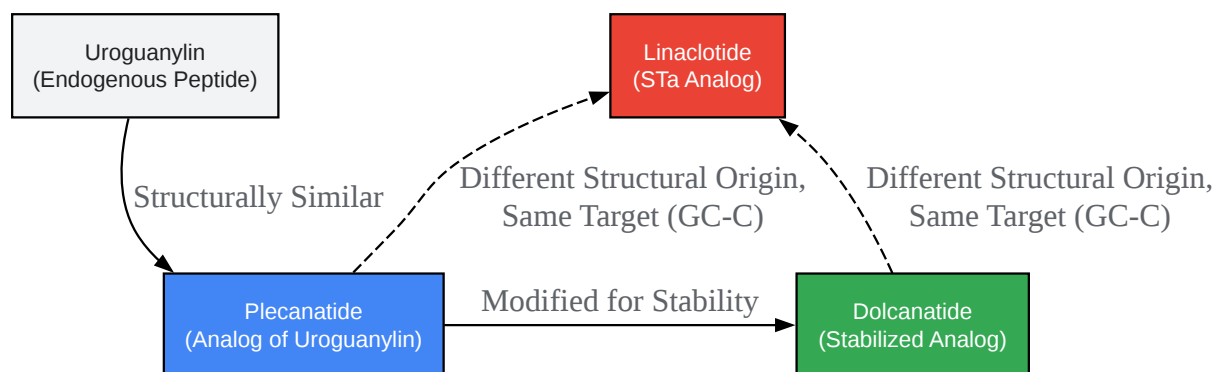 Uroguanylin
(Endogenous Peptide)
Linaclotide
(STa Analog)
Structurally Similar
Different Structural Origin,
Same Target (GC-C)
Different Structural Origin,
Same Target (GC-C)
Plecanatide
(Analog of Uroguanylin)
Modified for Stability
Dolcanatide
(Stabilized Analog)